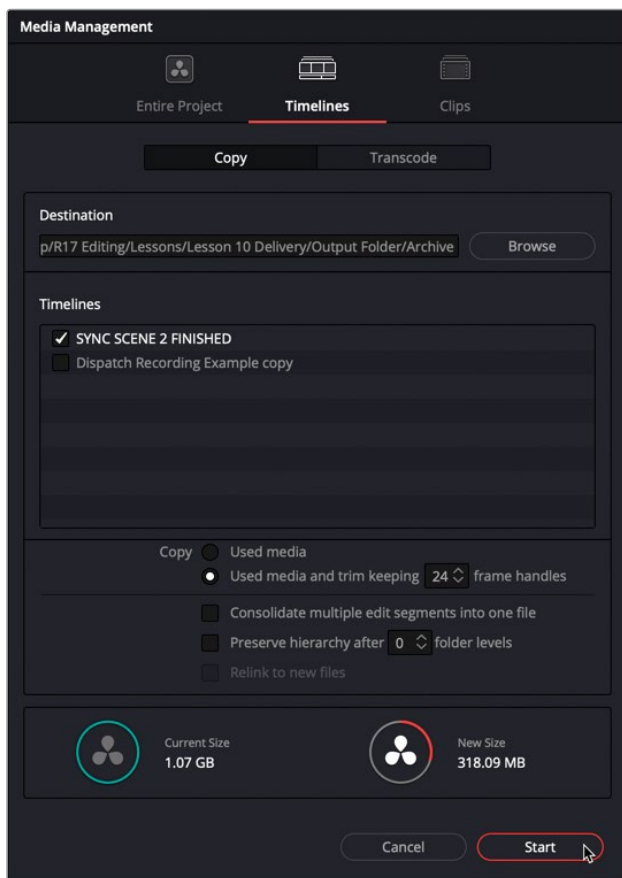 Media Management
Entire Project
Timelines
Clips
Copy
Transcode
Destination
p/R17 Editing/Lessons/Lesson 10 Delivery/Output Folder/Archive
Browse
Timelines
SYNC SCENE 2 FINISHED
Dispatch Recording Example copy
Copy
Used media
Used media and trim keeping 24 frame handles
Consolidate multiple edit segments into one file
Preserve hierarchy after 0 folder levels
Relink to new files
Current Size
1.07 GB
New Size
318.09 MB
Cancel
Start